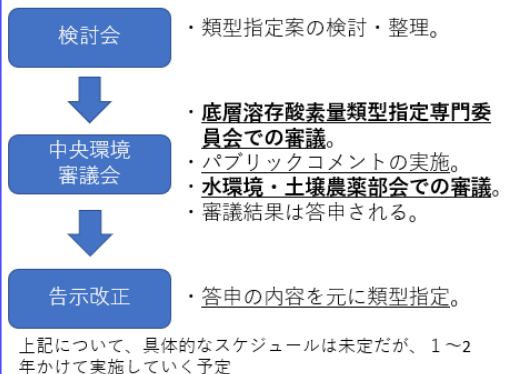 検討会
・類型指定案の検討・整理。
中央環境
審議会
・底層溶存酸素量類型指定専門委
員会での審議。
・パブリックコメントの実施。
・水環境・土壌農薬部会での審議。
・審議結果は答申される。
告示改正
・答申の内容を元に類型指定。
上記について、具体的なスケジュールは未定だが、１～2
年かけて実施していく予定